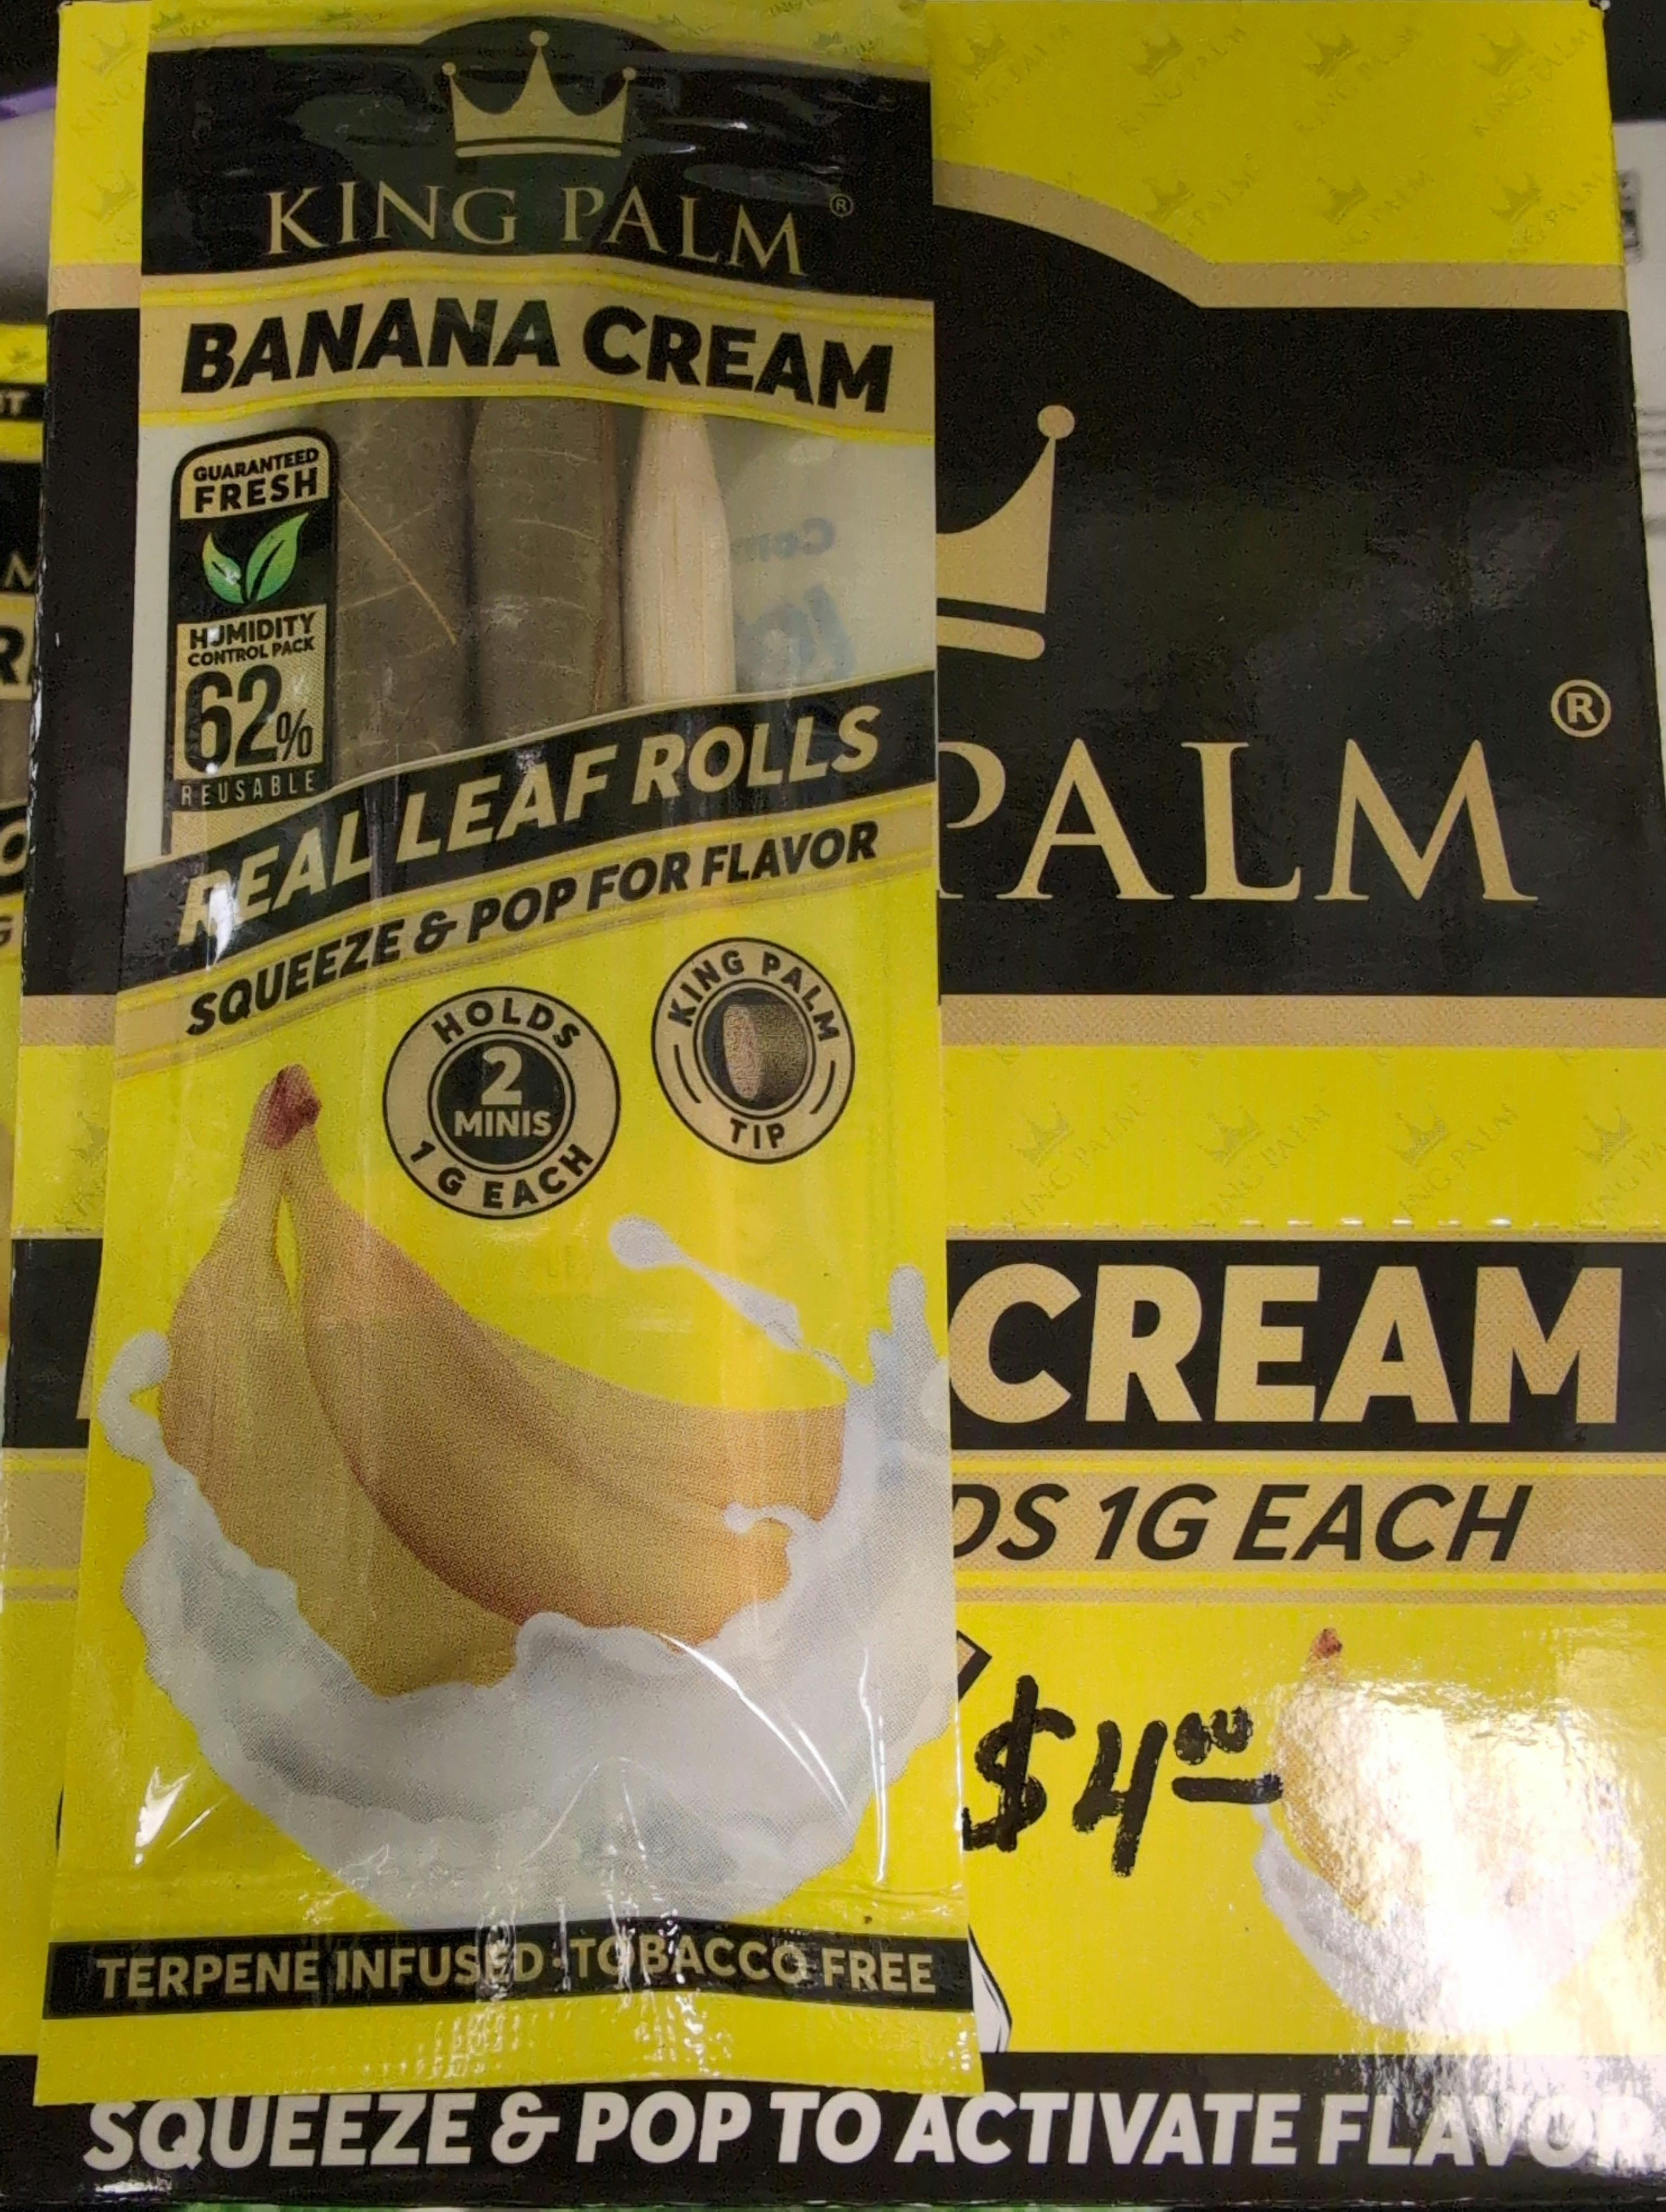 KING PALM ®
BANANA CREAM
GUARANTEED
FRESH
HUMIDITY
CONTROL PACK
62%
REUSABLE
REAL LEAF ROLLS
SQUEEZE & POP FOR FLAVOR
HOLDS
2
MINIS
1 G EACH
KING PALM
TIP
TERPENE INFUSED · TOBACCO FREE
PALM ®
CREAM
DS 1G EACH
$4.00
SQUEEZE & POP TO ACTIVATE FLAVOR